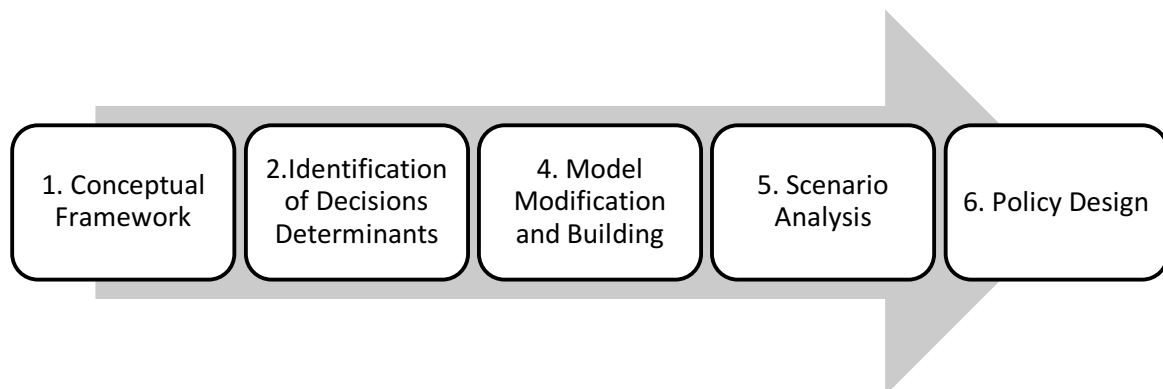 1. Conceptual
Framework
2.Identification
of Decisions
Determinants
4. Model
Modification
and Building
5. Scenario
Analysis
6. Policy Design